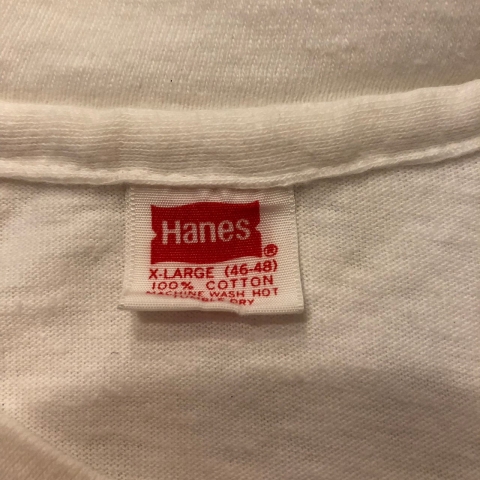 Hanes®
X-LARGE (46-48)
100% COTTON
MACHINE WASH HOT
DRY